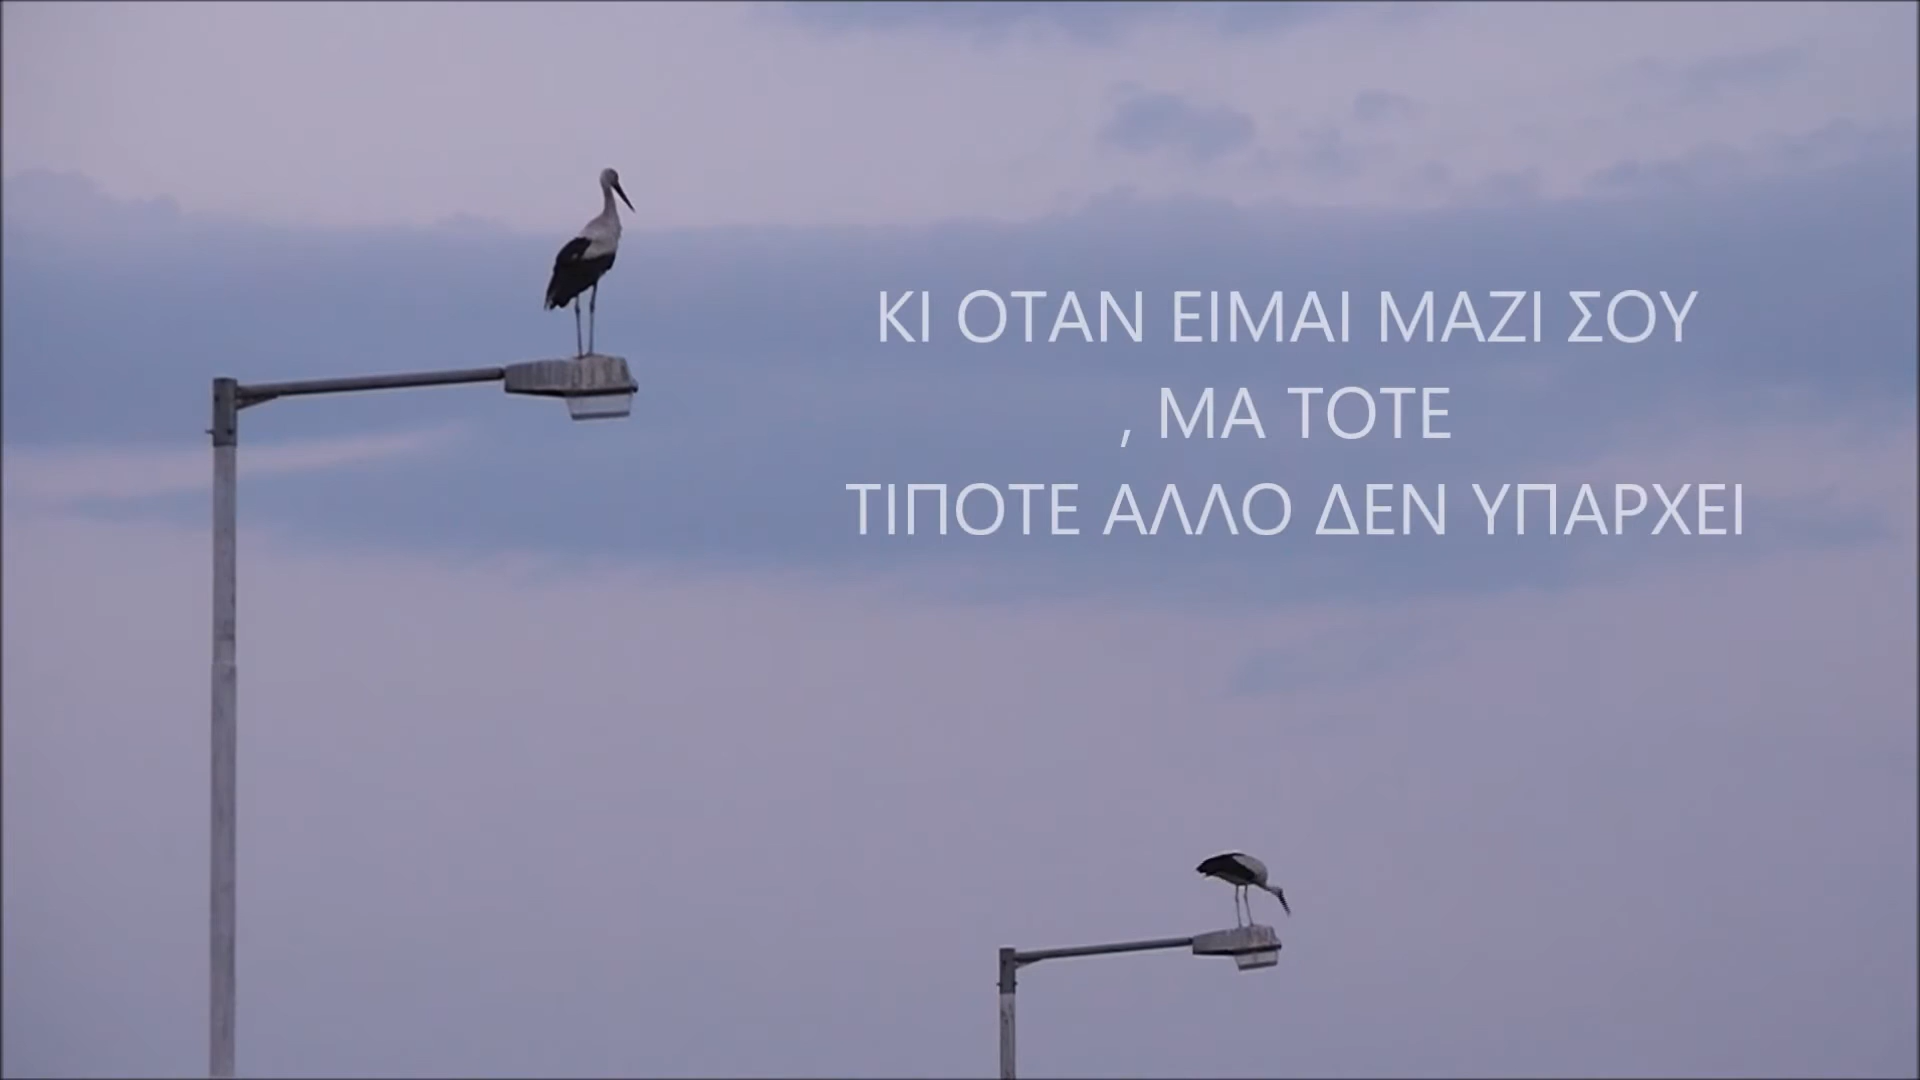 ΚΙ ΟΤΑΝ ΕΙΜΑΙ ΜΑΖΙ ΣΟΥ
, ΜΑ ΤΟΤΕ
ΤΙΠΟΤΕ ΑΛΛΟ ΔΕΝ ΥΠΑΡΧΕΙ